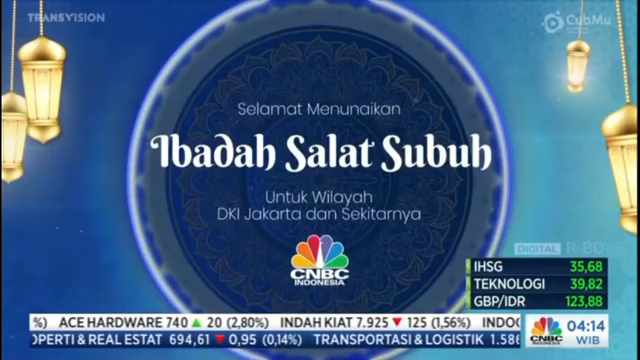 TRANSVISION
CubMu
Selamat Menunaikan
Ibadah Salat Subuh
Untuk Wilayah
DKI Jakarta dan Sekitarnya
CNBC
INDONESIA
DIGITAL R-BO
IHSG 35,68
TEKNOLOGI 39,82
GBP/IDR 123,88
%) ACE HARDWARE 740 ▲ 20 (2,80%) INDAH KIAT 7.925 ▼ 125 (1,56%) INDOC
OPERTI & REAL ESTAT 694,61 ▼ 0,95 (0,14%) TRANSPORTASI & LOGISTIK 1.586
CNBC
INDONESIA
04:14
WIB